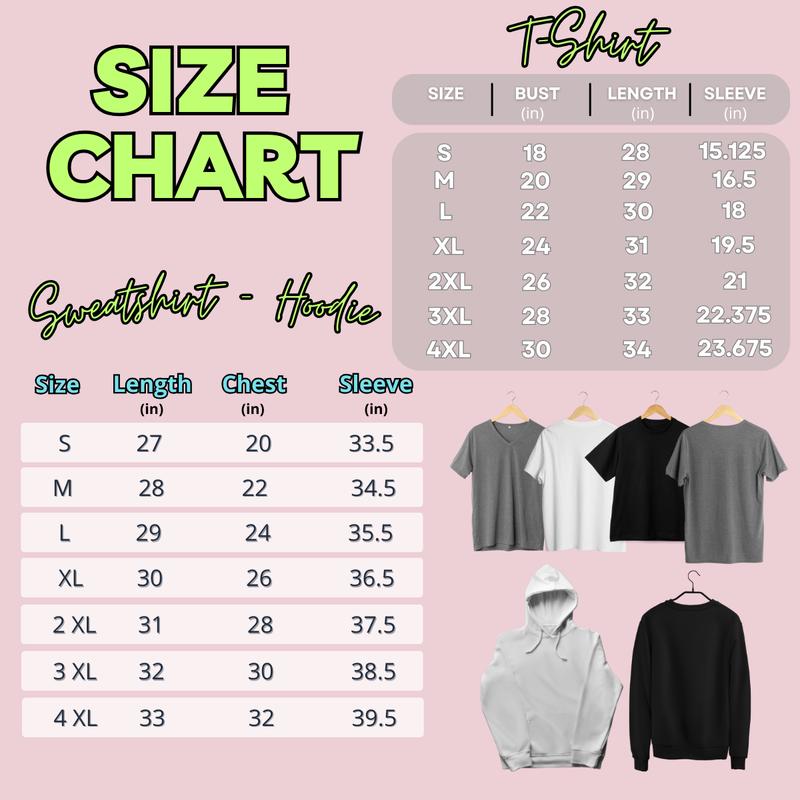 SIZE
CHART
T-Shirt
SIZE BUST LENGTH SLEEVE
(in) (in) (in)
S 18 28 15.125
M 20 29 16.5
L 22 30 18
XL 24 31 19.5
2XL 26 32 21
3XL 28 33 22.375
4XL 30 34 23.675
Sweatshirt - Hoodie
Size Length Chest Sleeve
(in) (in) (in)
S 27 20 33.5
M 28 22 34.5
L 29 24 35.5
XL 30 26 36.5
2 XL 31 28 37.5
3 XL 32 30 38.5
4 XL 33 32 39.5